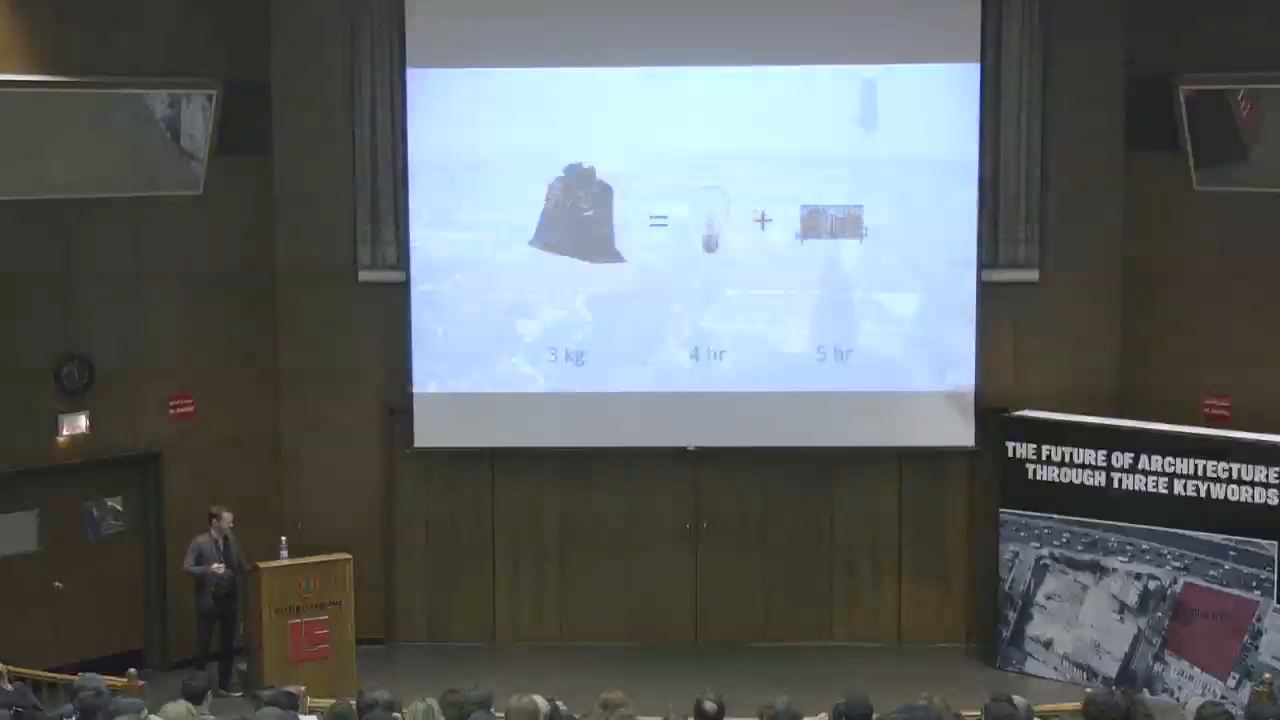 =
+
3 kg
4 hr
5 hr
THE FUTURE OF ARCHITECTURE
THROUGH THREE KEYWORDS